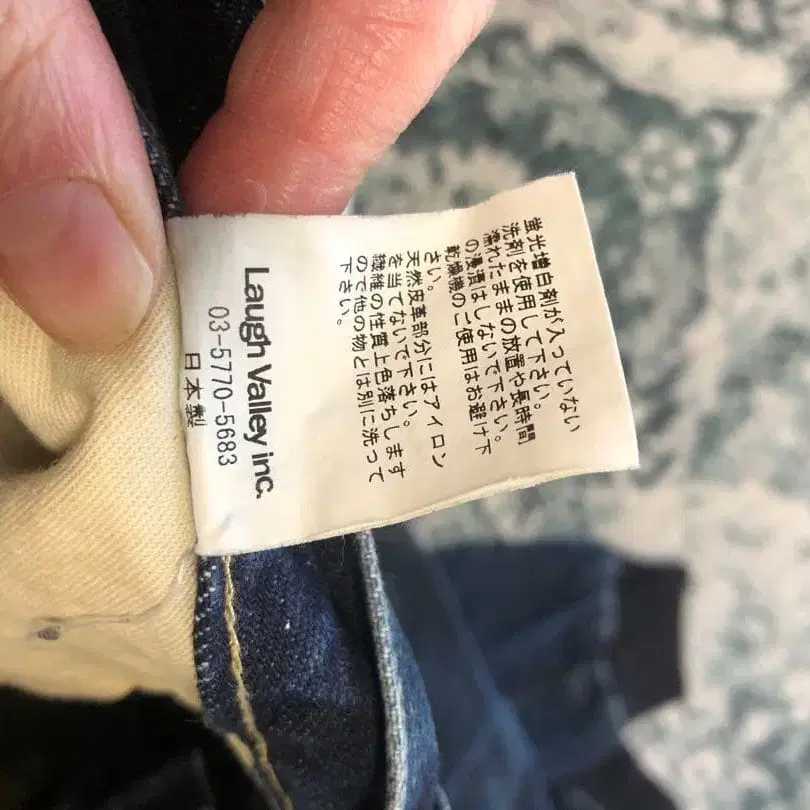 蛍光増白剤が入っていない
洗剤を使用して下さい。
濡れたままの放置や長時間
の浸漬はしないで下さい。
乾燥機のご使用はお避け下
さい。
天然皮革部分にはアイロン
を当てないで下さい。
繊維の性質上色落ちします
ので他の物とは別に洗って
下さい。
Laugh Valley inc.
03-5770-5683
日本製